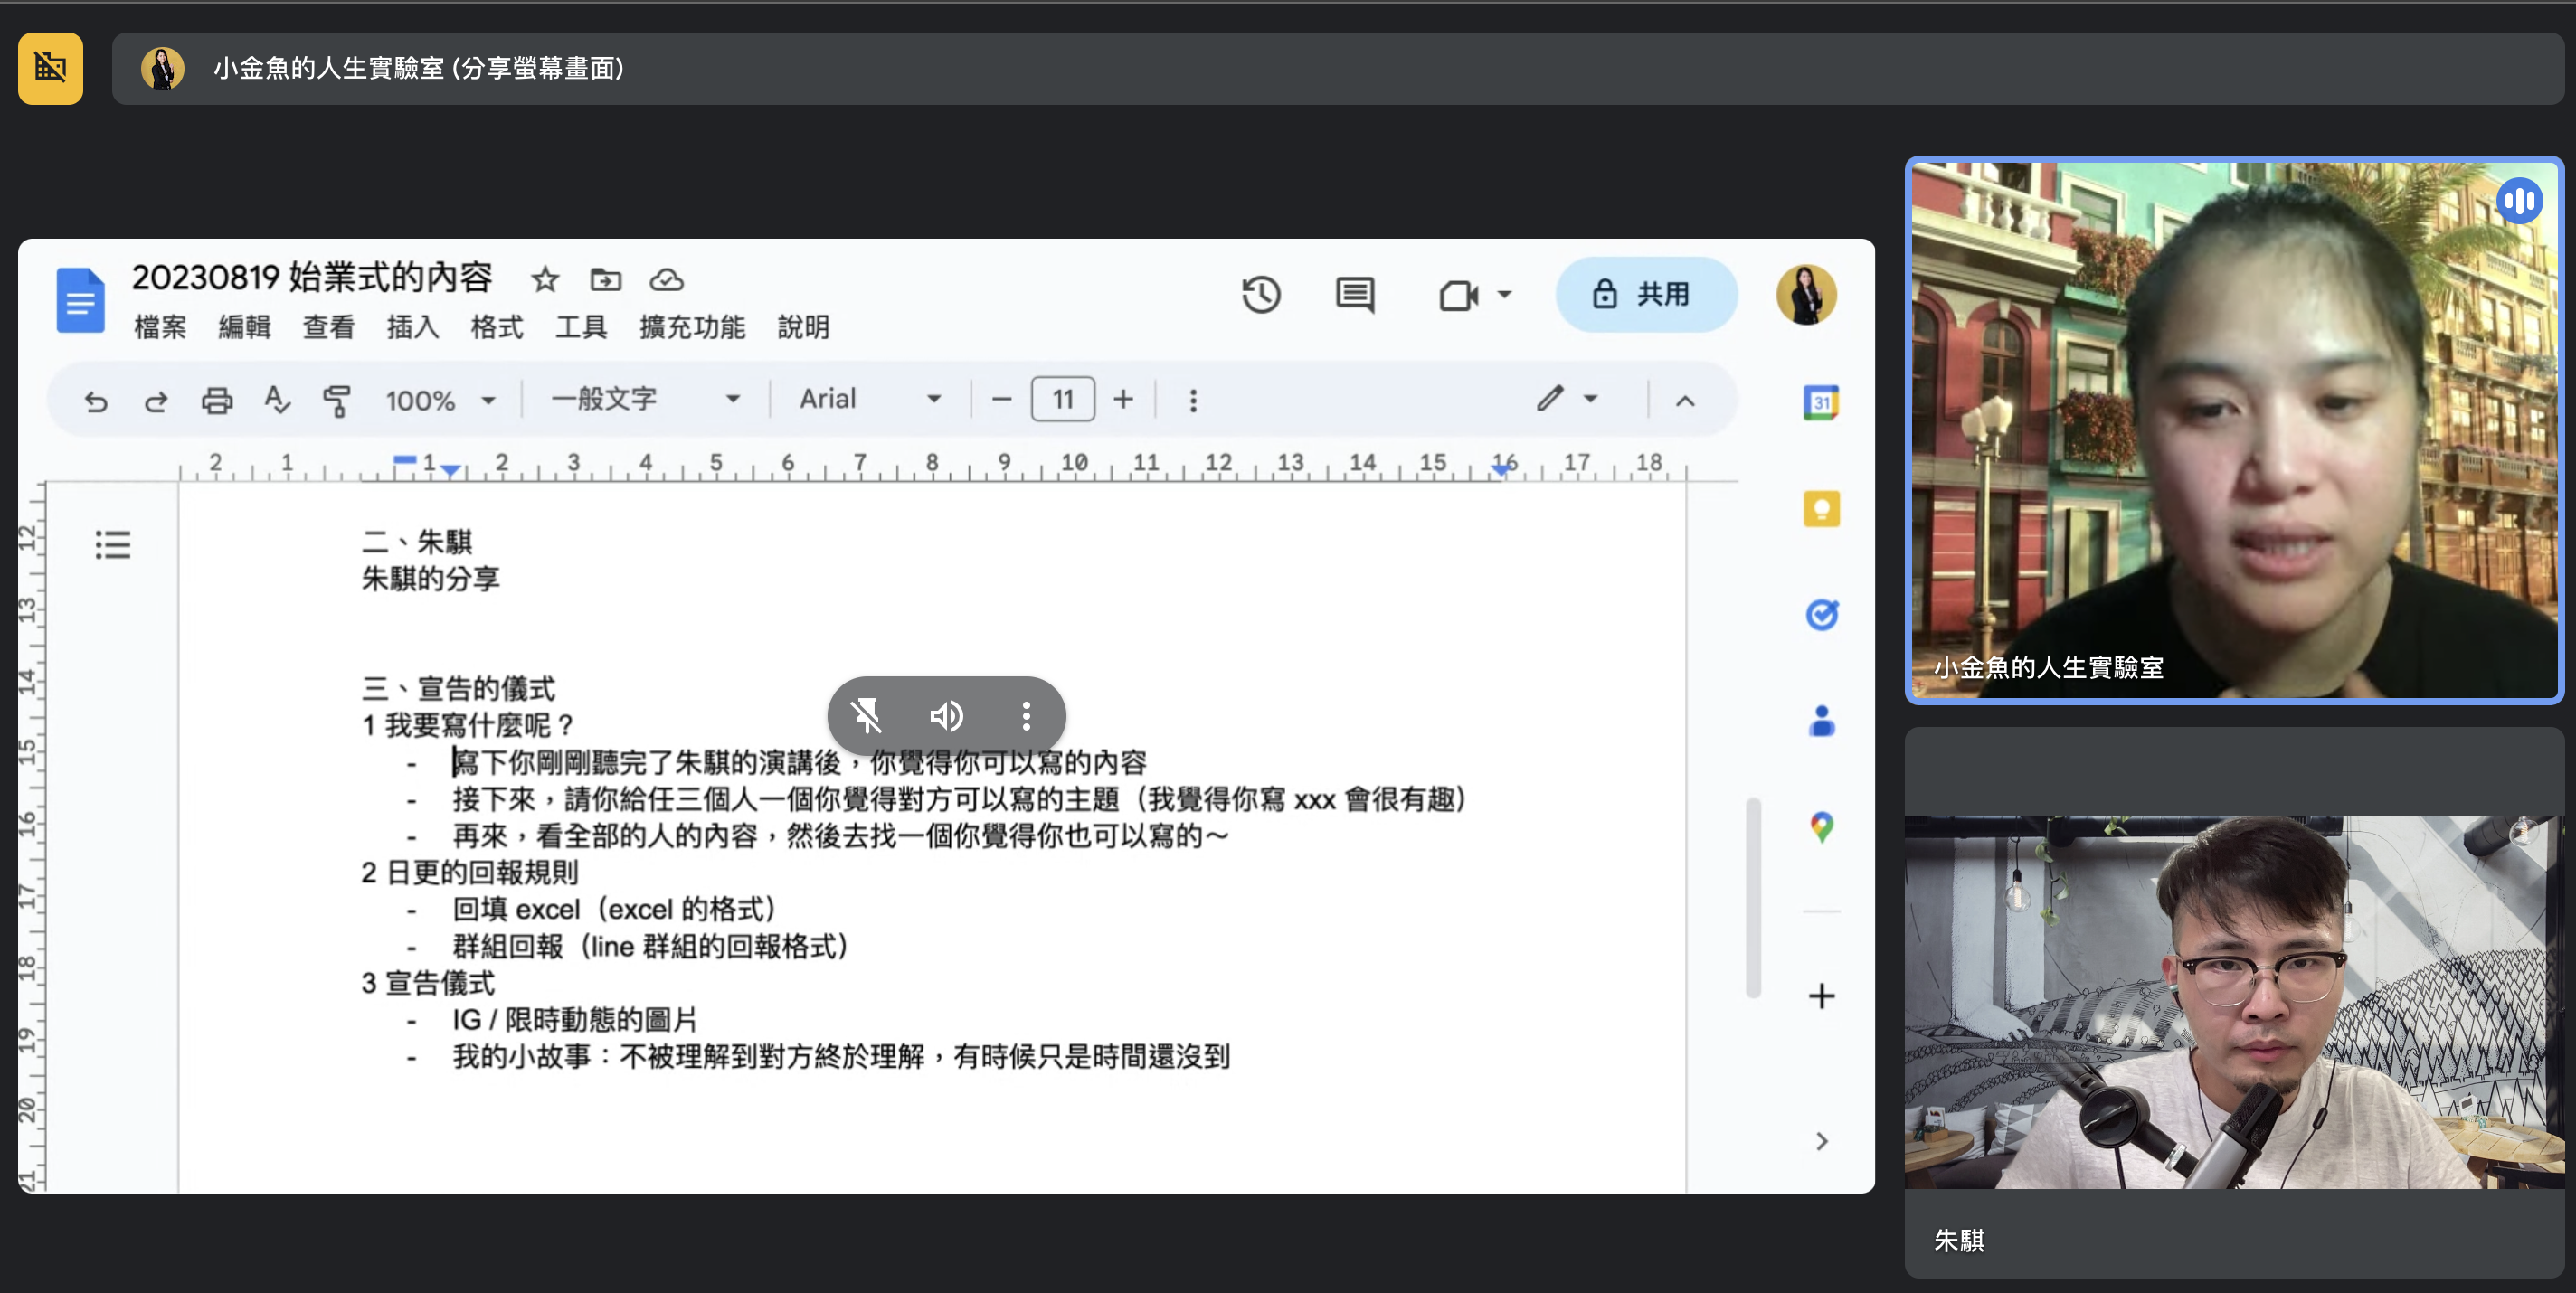 小金魚的人生實驗室 (分享螢幕畫面)
20230819 始業式的內容
共用
檔案 編輯 查看 插入 格式 工具 擴充功能 說明
100% 一般文字 Arial 11
31
2 1 1 2 3 4 5 6 7 8 9 10 11 12 13 14 15 16 17 18
12
13
14
15
16
17
18
19
20
21
二、朱騏
朱騏的分享
三、宣告的儀式
1 我要寫什麼呢？
- 寫下你剛剛聽完了朱騏的演講後，你覺得你可以寫的內容
- 接下來，請你給任三個人一個你覺得對方可以寫的主題（我覺得你寫 xxx 會很有趣）
- 再來，看全部的人的內容，然後去找一個你覺得你也可以寫的～
2 日更的回報規則
- 回填 excel（excel 的格式）
- 群組回報（line 群組的回報格式）
3 宣告儀式
- IG / 限時動態的圖片
- 我的小故事：不被理解到對方終於理解，有時候只是時間還沒到
小金魚的人生實驗室
朱騏